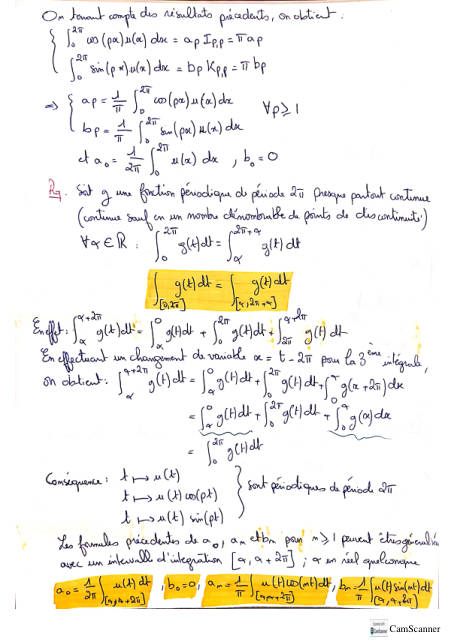 On tenant compte des résultats précedents, on obtient :
{ ∫₀^{2π} cos(px) u(x) dx = a_p I_{p,p} = π a_p
∫₀^{2π} sin(px) u(x) dx = b_p K_{p,p} = π b_p
⇒ { a_p = 1/π ∫₀^{2π} cos(px) u(x) dx ∀p ⩾ 1
b_p = 1/π ∫₀^{2π} sin(px) u(x) dx
et a₀ = 1/2π ∫₀^{2π} u(x) dx , b₀ = 0
Rq. Soit g une fonction périodique de période 2π presque partout continue
(continue sauf en un nombre dénombrable de points de discontinuité)
∀α ∈ ℝ : ∫₀^{2π} g(t) dt = ∫_α^{2π+α} g(t) dt
∫_{[0,2π]} g(t) dt = ∫_{[α, 2π+α]} g(t) dt
En effet : ∫_α^{α+2π} g(t) dt = ∫_α^0 g(t) dt + ∫₀^{2π} g(t) dt + ∫_{2π}^{α+2π} g(t) dt
En effectuant un changement de variable x = t - 2π pour la 3ème intégrale,
on obtient : ∫_α^{α+2π} g(t) dt = ∫_α^0 g(t) dt + ∫₀^{2π} g(t) dt + ∫₀^α g(x+2π) dx
= ∫_α^0 g(t) dt + ∫₀^{2π} g(t) dt + ∫₀^α g(x) dx
= ∫₀^{2π} g(t) dt
Conséquence : t ↦ u(t)
t ↦ u(t) cos(pt) } sont périodiques de période 2π
t ↦ u(t) sin(pt)
Les formules précedentes de a₀, a_n et b_n pour n ⩾ 1 peuvent être généralisées
avec un intervalle d'integration [α, α + 2π] ; α un réel quelconque
a₀ = 1/2π ∫_{[α, α+2π]} u(t) dt , b₀ = 0, a_n = 1/π ∫_{[α, α+2π]} u(t) cos(nt) dt , b_n = 1/π ∫_{[α, α+2π]} u(t) sin(nt) dt
CS CamScanner